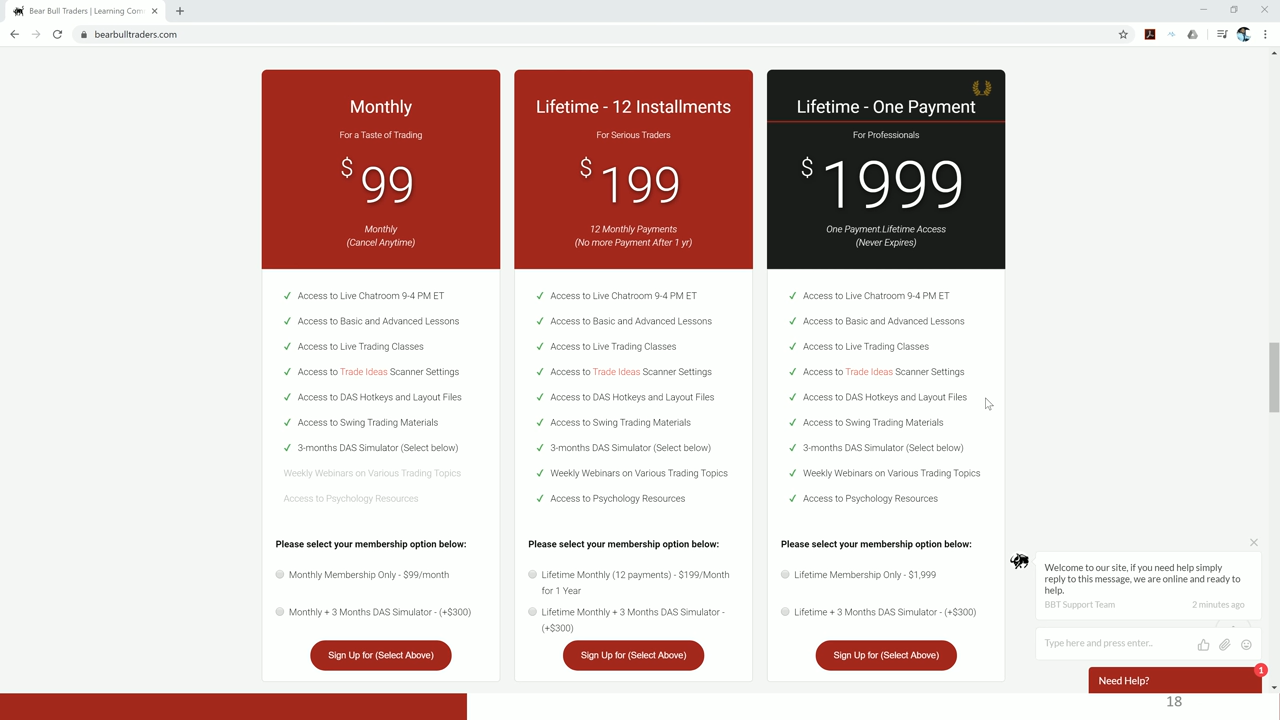 Bear Bull Traders | Learning Com
bearbulltraders.com
Monthly
For a Taste of Trading
$ 99
Monthly
(Cancel Anytime)
Access to Live Chatroom 9-4 PM ET
Access to Basic and Advanced Lessons
Access to Live Trading Classes
Access to Trade Ideas Scanner Settings
Access to DAS Hotkeys and Layout Files
Access to Swing Trading Materials
3-months DAS Simulator (Select below)
Weekly Webinars on Various Trading Topics
Access to Psychology Resources
Please select your membership option below:
Monthly Membership Only - $99/month
Monthly + 3 Months DAS Simulator - (+$300)
Sign Up for (Select Above)
Lifetime - 12 Installments
For Serious Traders
$ 199
12 Monthly Payments
(No more Payment After 1 yr)
Access to Live Chatroom 9-4 PM ET
Access to Basic and Advanced Lessons
Access to Live Trading Classes
Access to Trade Ideas Scanner Settings
Access to DAS Hotkeys and Layout Files
Access to Swing Trading Materials
3-months DAS Simulator (Select below)
Weekly Webinars on Various Trading Topics
Access to Psychology Resources
Please select your membership option below:
Lifetime Monthly (12 payments) - $199/Month
for 1 Year
Lifetime Monthly + 3 Months DAS Simulator -
(+$300)
Sign Up for (Select Above)
Lifetime - One Payment
For Professionals
$ 1999
One Payment.Lifetime Access
(Never Expires)
Access to Live Chatroom 9-4 PM ET
Access to Basic and Advanced Lessons
Access to Live Trading Classes
Access to Trade Ideas Scanner Settings
Access to DAS Hotkeys and Layout Files
Access to Swing Trading Materials
3-months DAS Simulator (Select below)
Weekly Webinars on Various Trading Topics
Access to Psychology Resources
Please select your membership option below:
Lifetime Membership Only - $1,999
Lifetime + 3 Months DAS Simulator - (+$300)
Sign Up for (Select Above)
Welcome to our site, if you need help simply
reply to this message, we are online and ready to
help.
BBT Support Team 2 minutes ago
Type here and press enter..
Need Help? 1
18